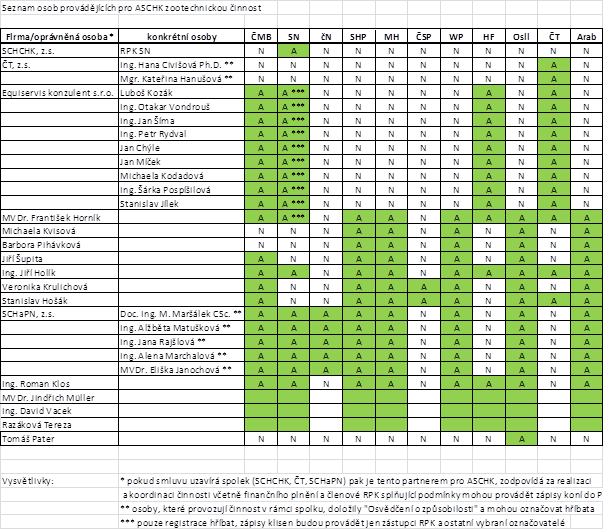 Seznam osob provádějících pro ASCHK zootechnickou činnost
Firma/oprávněná osoba* konkrétní osoby ČMB SN čN SHP MH ČSP WP HF Osll ČT Arab
SCHCHK, z.s. RPK SN N A N N N N N N N N N
ČT, z.s. Ing. Hana Civišová Ph.D. ** N N N N N N N N N A N
Mgr. Kateřina Hanušová ** N N N N N N N N N A N
Equiservis konzulent s.r.o. Luboš Kozák A A *** N N N N N A N A N
Ing. Otakar Vondrouš A A *** N N N N N A N A N
Ing. Jan Šíma A A *** N N N N N A N A N
Ing. Petr Rydval A A *** N N N N N A N A N
Jan Chýle A A *** N N N N N A N A N
Jan Míček A A *** N N N N N A N A N
Michaela Kodadová A A *** N N N N N A N A N
Ing. Šárka Pospíšilová A A *** N N N N N A N A N
Stanislav Jílek A A *** N N N N N A N A N
MVDr. František Horník A A *** N A A N A A A A A
Michaela Kvisová N N N A A N A N A N A
Barbora Pihávková N N N A A N A N A N A
Jiří Šupita A N N A A N A N A N A
Ing. Jiří Holík A A N A A N A A A A A
Veronika Krulichová A N N A A A A N A N A
Stanislav Hošák A N N A A A A N A A A
SCHaPN, z.s. Doc. Ing. M. Maršálek CSc. ** A A A A A N A N A N A
Ing. Alžběta Matušková ** A A A A A N A N A N A
Ing. Jana Rajšlová ** A A A A A N A N A N A
Ing. Alena Marchalová ** A A A A A N A N A N A
MVDr. Eliška Janochová ** A A A A A N A N A N A
Ing. Roman Klos A A N A A N A A A N A
MVDr. Jindřich Müller
Ing. David Vacek
Razáková Tereza
Tomáš Pater N N N N N N N N A N N
Vysvětlivky: * pokud smluvu uzavírá spolek (SCHCHK, ČT, SCHaPN) pak je tento partnerem pro ASCHK, zodpovídá za realizaci
a koordinaci činnosti včetně finančního plnění a členové RPK splňující podmínky mohou provádět zápisy koní do P
** osoby, které provozují činnost v rámci spolku, doložily "Osvědčení o způsobilosti" a mohou označovat hříbata
*** pouze registrace hříbat, zápisy klisen budou provádět jen zástupci RPK a ostatní vybraní označovatelé